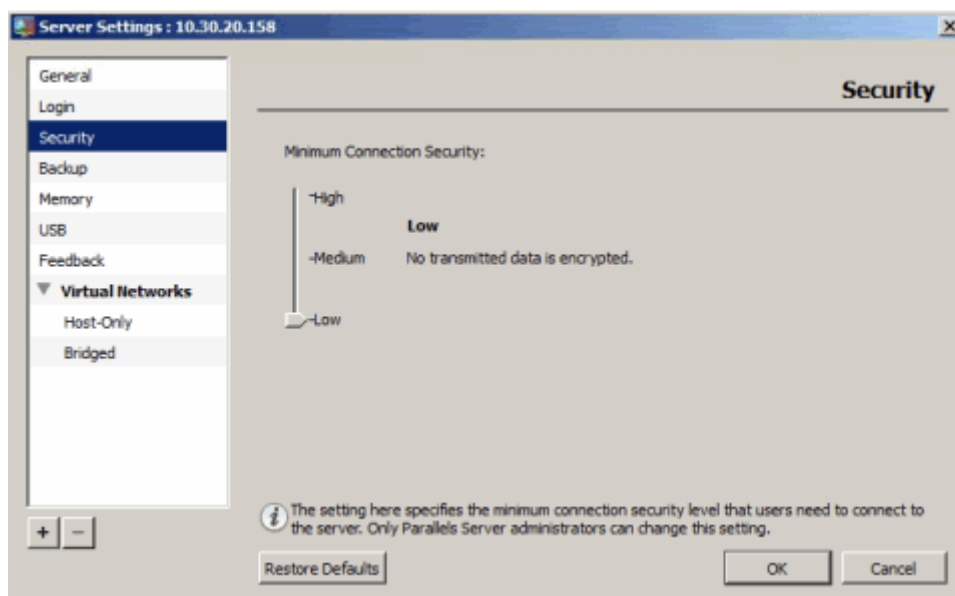 Server Settings : 10.30.20.158
General
Login
Security
Backup
Memory
USB
Feedback
Virtual Networks
Host-Only
Bridged
Security
Minimum Connection Security:
High
Low
Medium
No transmitted data is encrypted.
Low
The setting here specifies the minimum connection security level that users need to connect to
the server. Only Parallels Server administrators can change this setting.
Restore Defaults
OK
Cancel